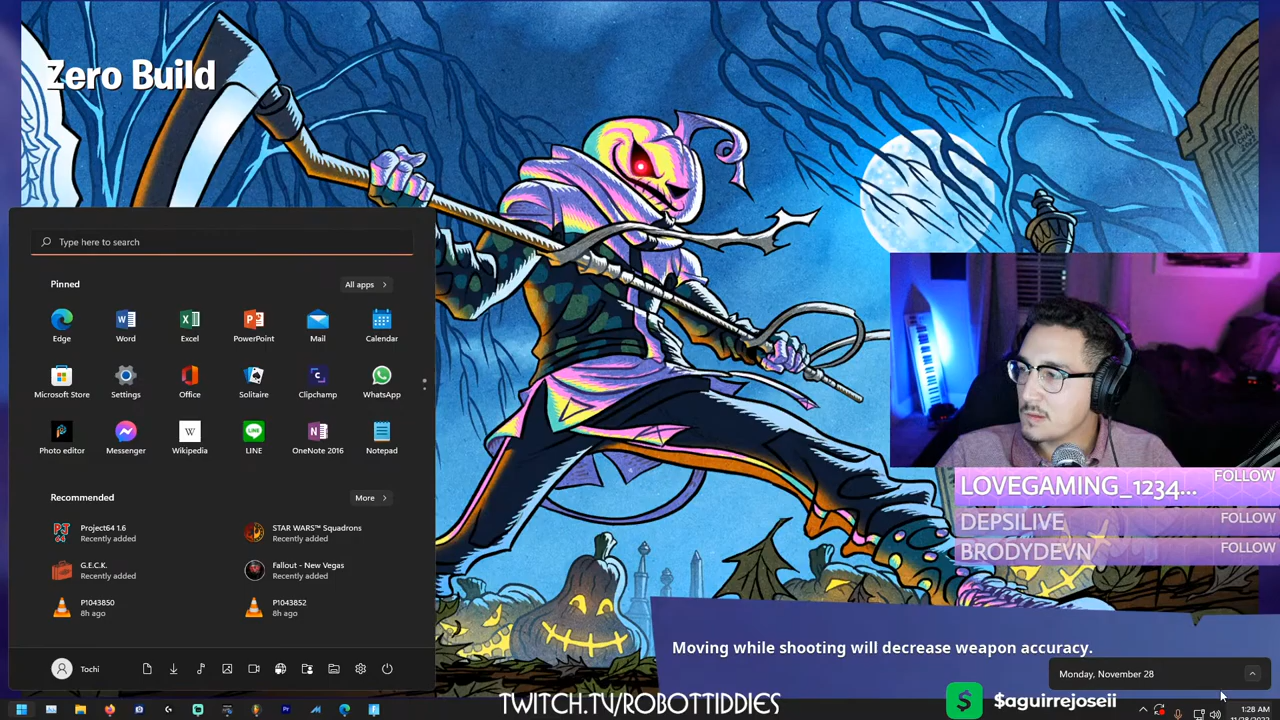 Zero Build
Type here to search
Pinned
All apps
Edge
Word
Excel
PowerPoint
Mail
Calendar
Microsoft Store
Settings
Office
Solitaire
Clipchamp
WhatsApp
Photo editor
Messenger
Wikipedia
LINE
OneNote 2016
Notepad
Recommended
More
Project64 1.6
Recently added
STAR WARS™ Squadrons
Recently added
G.E.C.K.
Recently added
Fallout - New Vegas
Recently added
P1043850
8h ago
P1043852
8h ago
Tochi
LOVEGAMING_1234... FOLLOW
DEPSILIVE FOLLOW
BRODYDEVN FOLLOW
Moving while shooting will decrease weapon accuracy.
Monday, November 28
TWITCH.TV/ROBOTTIDDIES
$aguirrejoseii
1:28 AM